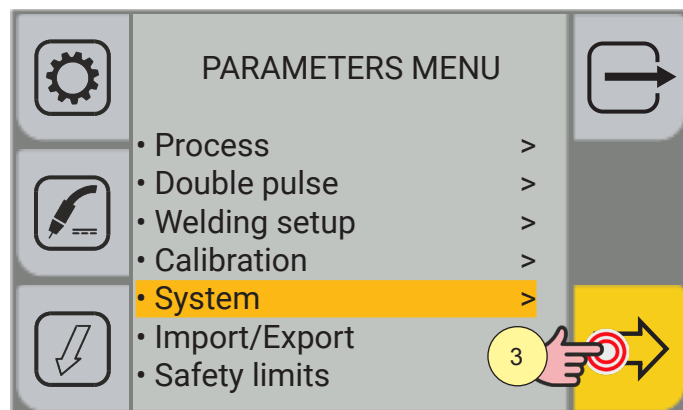 PARAMETERS MENU
• Process >
• Double pulse >
• Welding setup >
• Calibration >
• System >
• Import/Export
• Safety limits
3